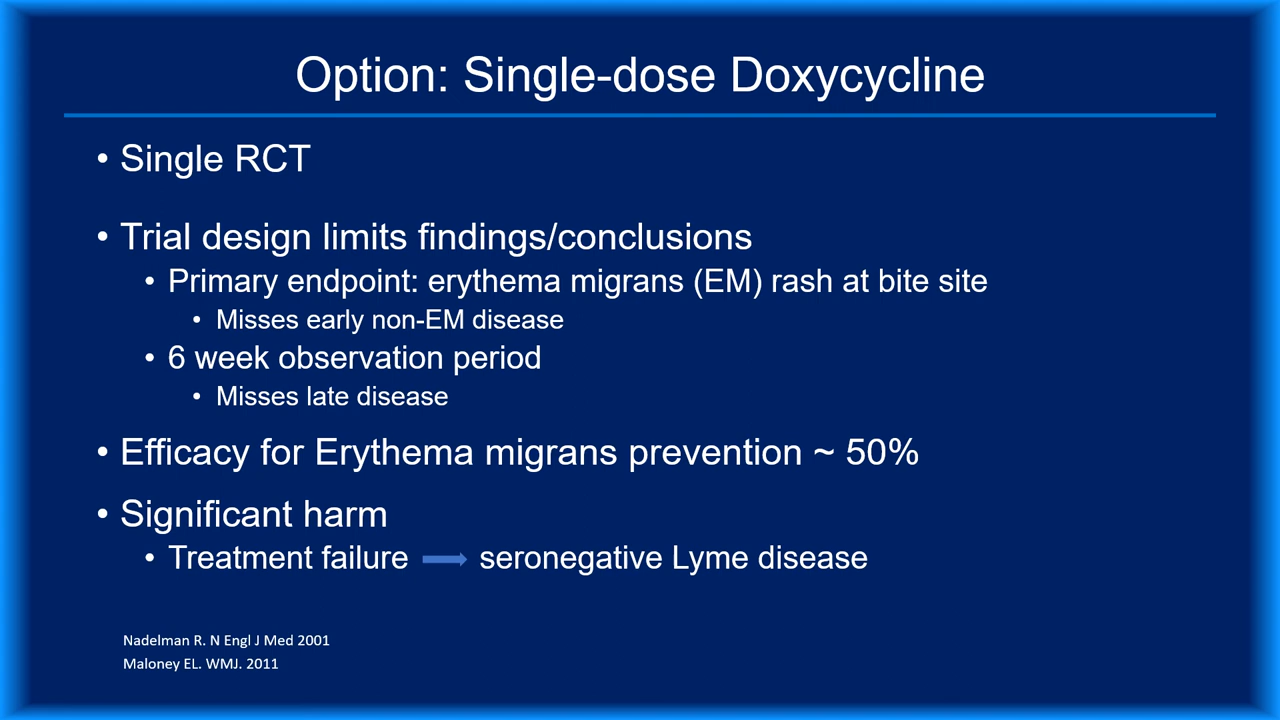 Option: Single-dose Doxycycline
• Single RCT
• Trial design limits findings/conclusions
• Primary endpoint: erythema migrans (EM) rash at bite site
• Misses early non-EM disease
• 6 week observation period
• Misses late disease
• Efficacy for Erythema migrans prevention ~ 50%
• Significant harm
• Treatment failure seronegative Lyme disease
Nadelman R. N Engl J Med 2001
Maloney EL. WMJ. 2011